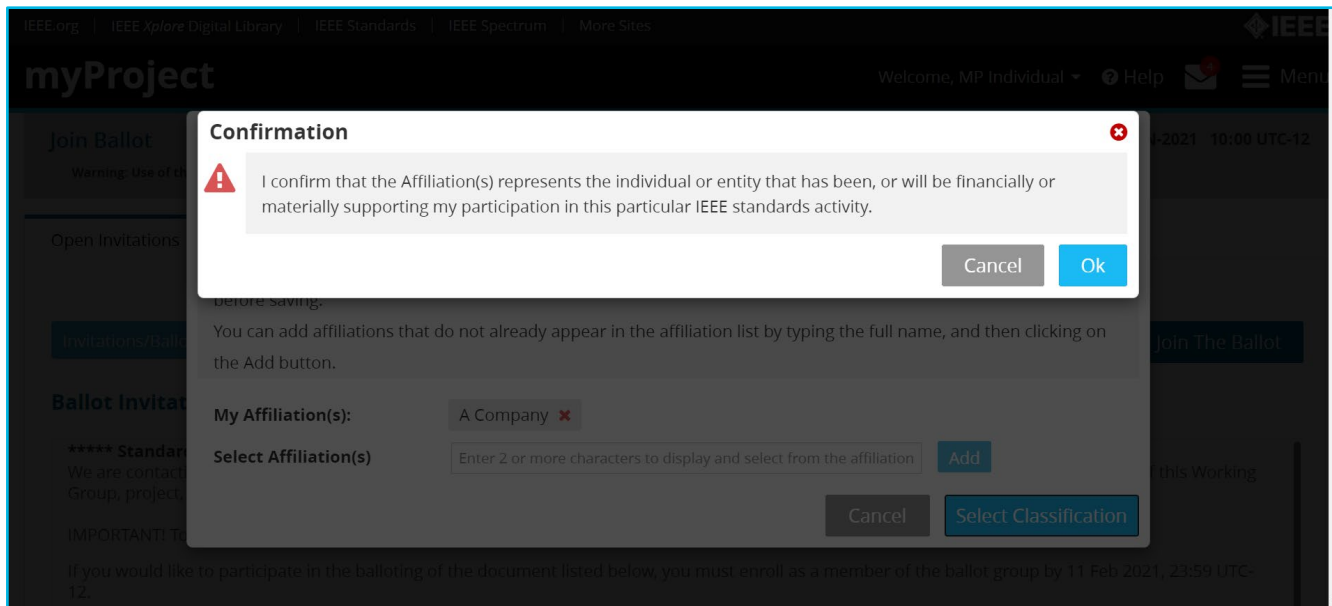 IEEE.org | IEEE Xplore Digital Library | IEEE Standards | IEEE Spectrum | More Sites
IEEE
myProject
Welcome, MP Individual
Help
Menu
Join Ballot
-2021 10:00 UTC-12
Warning: Use of th
Confirmation
I confirm that the Affiliation(s) represents the individual or entity that has been, or will be financially or
materially supporting my participation in this particular IEEE standards activity.
Cancel
Ok
Open Invitations
before saving.
You can add affiliations that do not already appear in the affiliation list by typing the full name, and then clicking on
the Add button.
Invitations/Ball
Join The Ballot
Ballot Invitat
My Affiliation(s):
A Company
Select Affiliation(s)
Enter 2 or more characters to display and select from the affiliation
Add
***** Standar
We are contact
f this Working
Group, project,
Cancel
Select Classification
IMPORTANT! To
If you would like to participate in the balloting of the document listed below, you must enroll as a member of the ballot group by 11 Feb 2021, 23:59 UTC-
12.